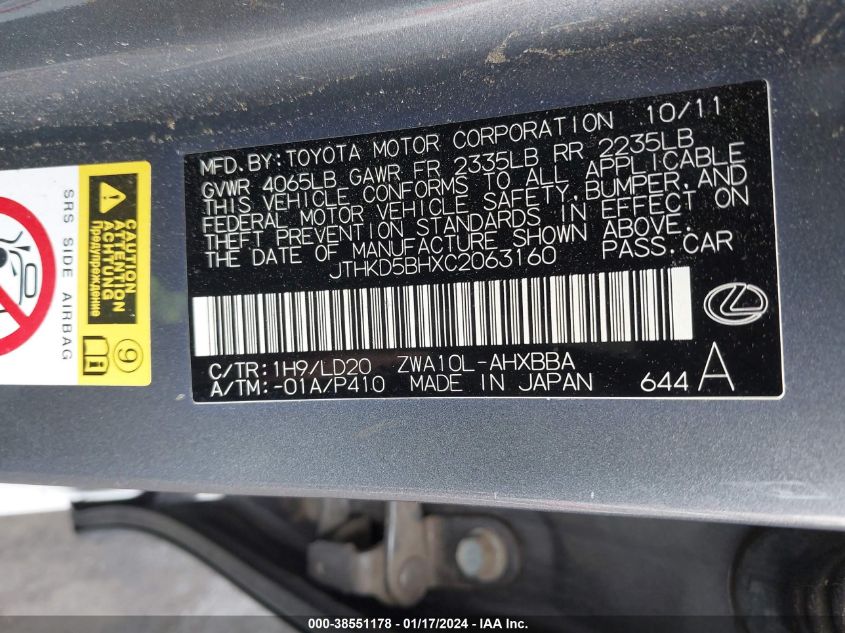 MFD. BY: TOYOTA MOTOR CORPORATION 10/11
GVWR 4065LB GAWR FR 2335LB RR 2235LB
THIS VEHICLE CONFORMS TO ALL APPLICABLE
FEDERAL MOTOR VEHICLE SAFETY, BUMPER, AND
THEFT PREVENTION STANDARDS IN EFFECT ON
THE DATE OF MANUFACTURE SHOWN ABOVE.
JTHKD5BHXC2063160 PASS. CAR
C/TR: 1H9/LD20 ZWA10L-AHXBBA
A/TM: -01A/P410 MADE IN JAPAN 644 A
SRS SIDE AIRBAG
CAUTION
ATTENTION
ACHTUNG
Предупреждение
9
000-38551178 - 01/17/2024 - IAA Inc.